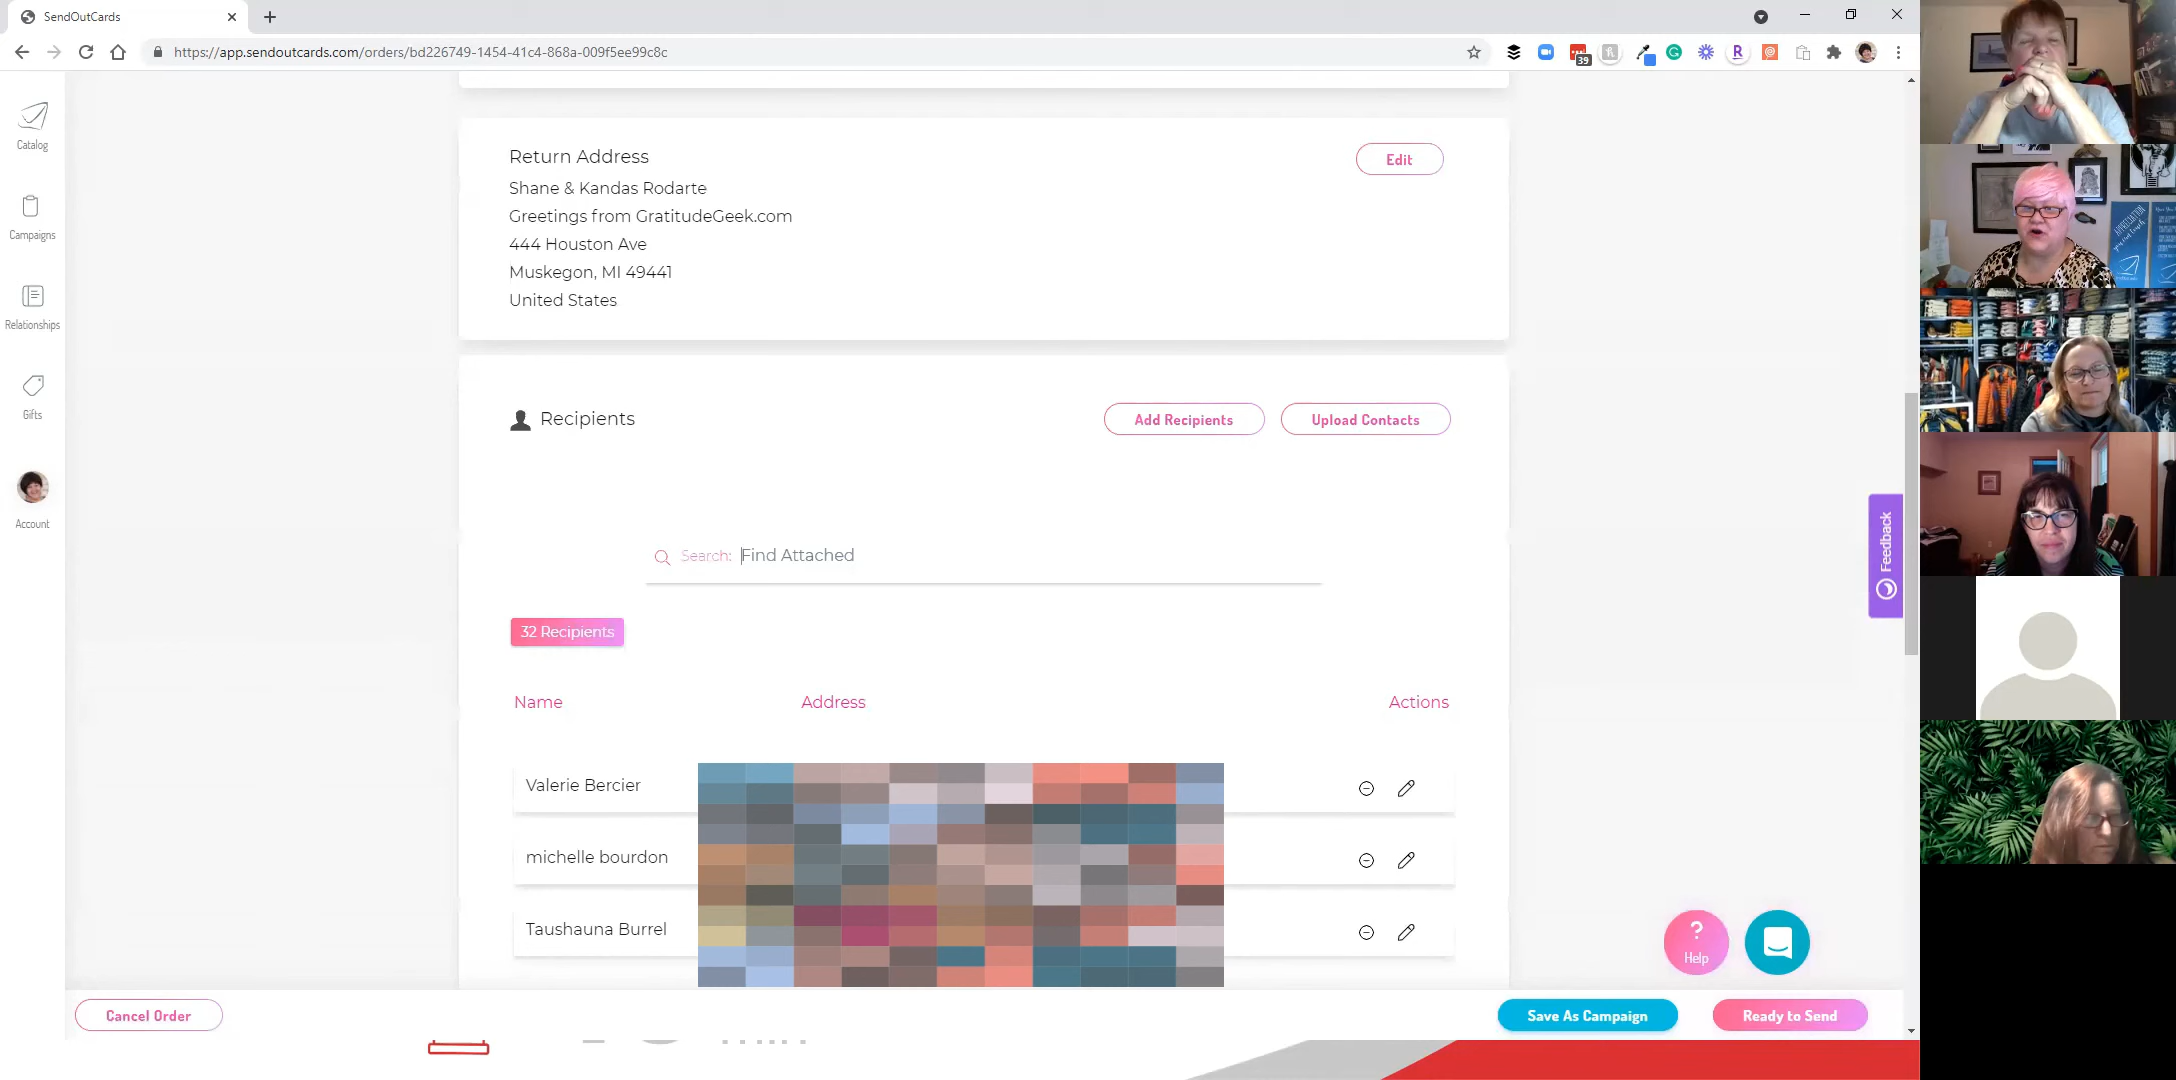 SendOutCards
https://app.sendoutcards.com/orders/bd226749-1454-41c4-868a-009f5ee99c8c
39
R
Catalog
Campaigns
Relationships
Gifts
Account
Return Address
Edit
Shane & Kandas Rodarte
Greetings from GratitudeGeek.com
444 Houston Ave
Muskegon, MI 49441
United States
Recipients
Add Recipients
Upload Contacts
Search: Find Attached
32 Recipients
Name Address Actions
Valerie Bercier
michelle bourdon
Taushauna Burrel
Feedback
?
Help
Cancel Order
Save As Campaign
Ready to Send
APPRECIATION